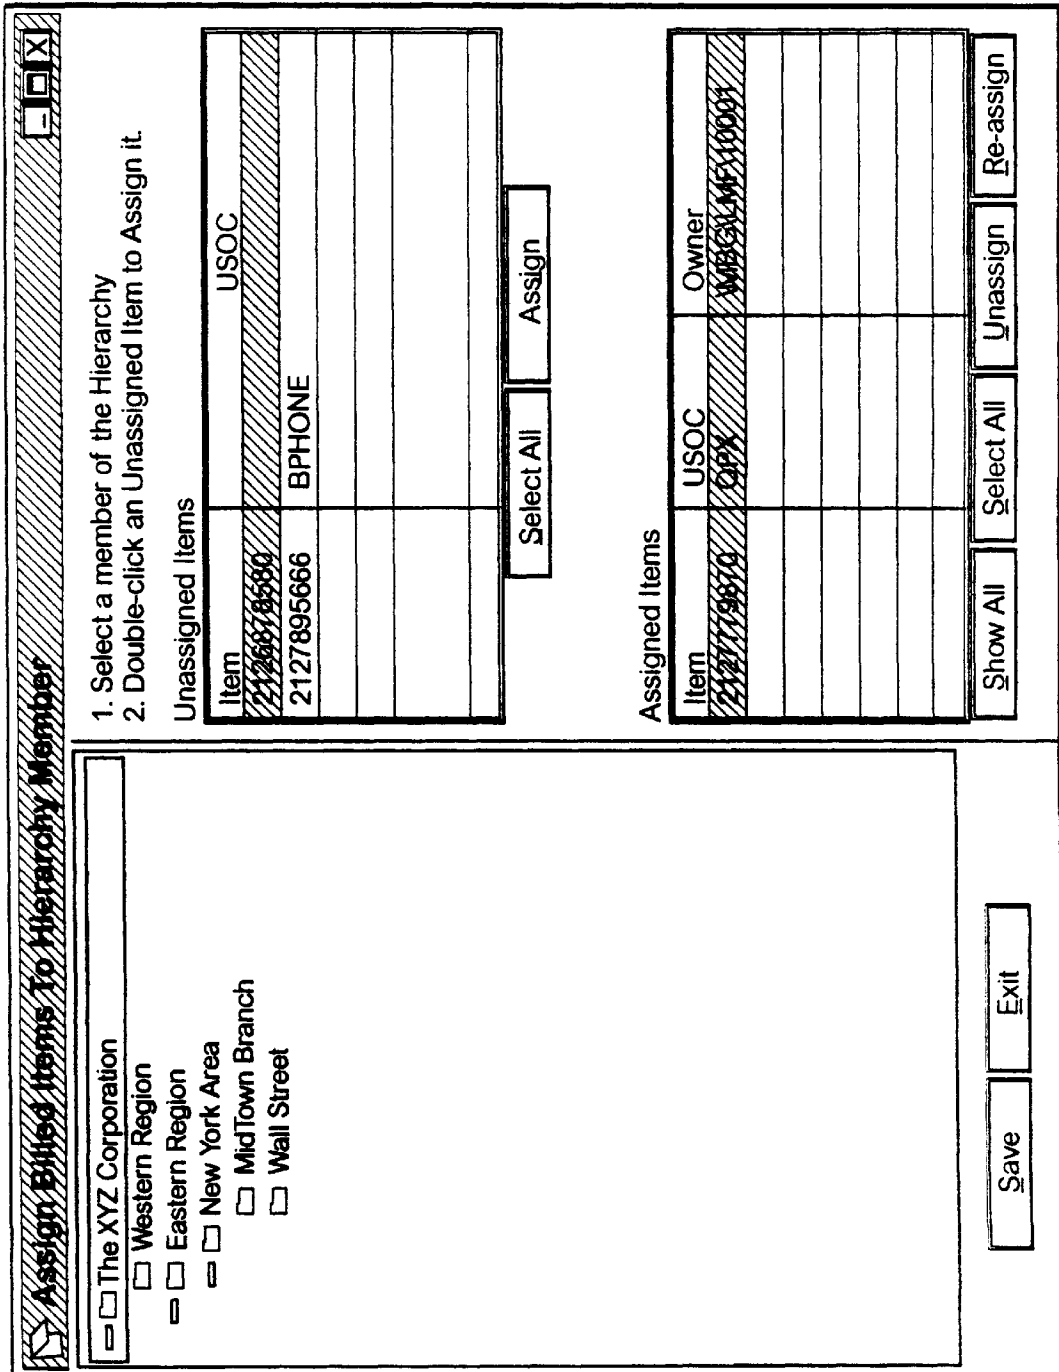 Assign Billed Items To Hierarchy Member
The XYZ Corporation
Western Region
Eastern Region
New York Area
MidTown Branch
Wall Street
Save Exit
1. Select a member of the Hierarchy
2. Double-click an Unassigned Item to Assign it.
Unassigned Items
Item USOC
2127895666 BPHONE
Select All Assign
Assigned Items
Item USOC Owner
QPX
Show All Select All Unassign Re-assign